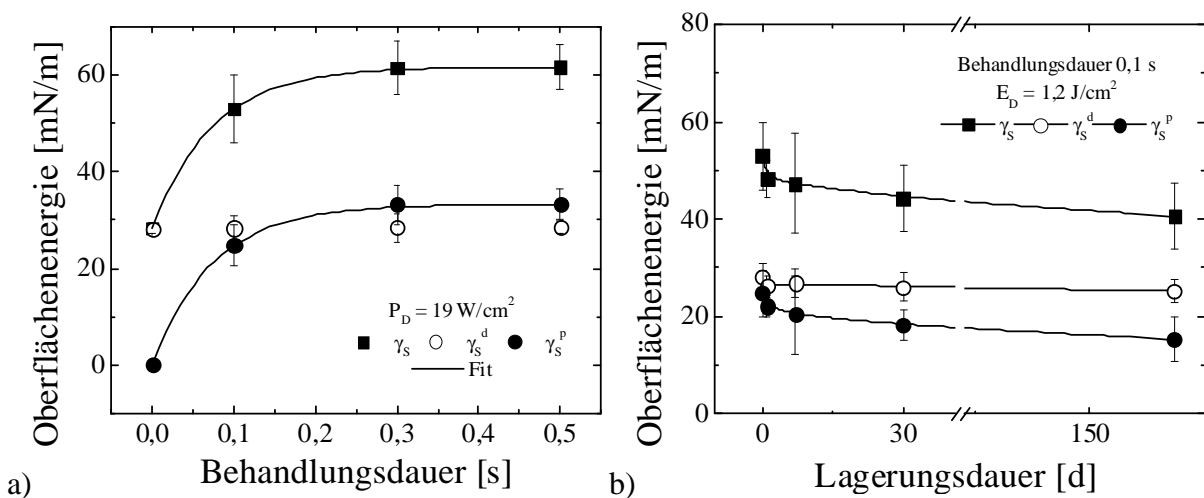 a)
Oberflächenenergie [mN/m]
60
40
20
0
P_D = 19 W/cm²
γ_S γ_S^d γ_S^p
Fit
0,0 0,1 0,2 0,3 0,4 0,5
Behandlungsdauer [s]
b)
Oberflächenenergie [mN/m]
80
60
40
20
0
Behandlungsdauer 0,1 s
E_D = 1,2 J/cm²
γ_S γ_S^d γ_S^p
0 30 150
Lagerungsdauer [d]